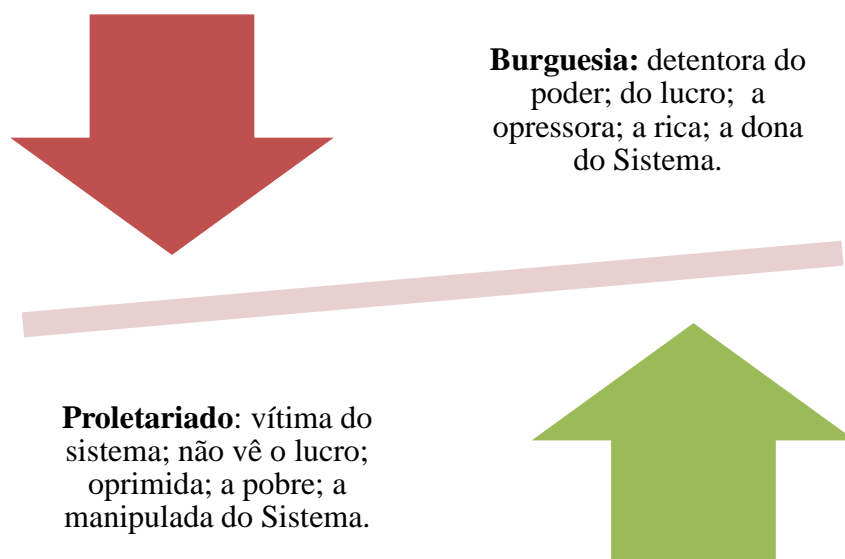 Burguesia: detentora do
poder; do lucro; a
opressora; a rica; a dona
do Sistema.
Proletariado: vítima do
sistema; não vê o lucro;
oprimida; a pobre; a
manipulada do Sistema.